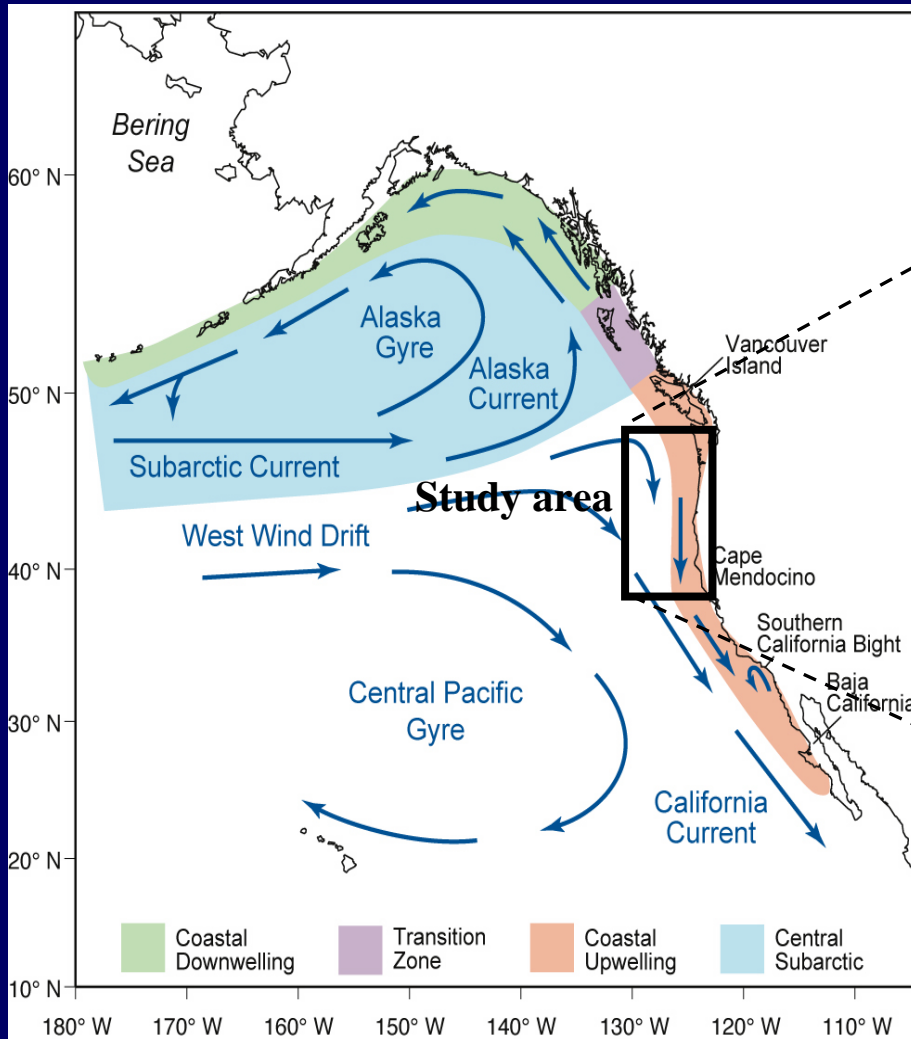 Bering
Sea
60° N
Alaska
Gyre
Vancouver
Island
50° N
Alaska
Current
Subarctic Current
Study area
West Wind Drift
40° N
Cape
Mendocino
Southern
California Bight
Baja
California
Central Pacific
Gyre
30° N
California
Current
20° N
Coastal
Downwelling
Transition
Zone
Coastal
Upwelling
Central
Subarctic
10° N
180° W 170° W 160° W 150° W 140° W 130° W 120° W 110° W